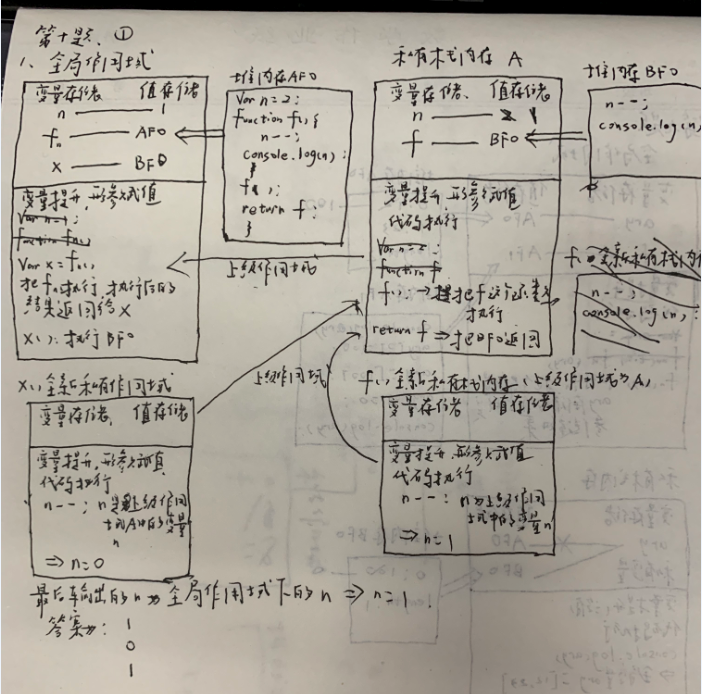 第十题、①
1、全局作用域
变量存储 值存储
n —— 1
fn —— AF0
x —— BF0
变量提升,形参赋值
var n=1;
function fn()
var x = fn();
把fn执行,执行后的
结果返回给x
x(): 执行BF0
堆内存AF0
var n=2;
function f() {
n--;
console.log(n);
}
f();
return f;
}
私有栈内存A
变量存储、值存储
n —— 2 1
f —— BF0
变量提升,形参赋值
代码执行
var n=2;
function f
f(); → 把f这个
执行
return f ⇒ 把BF0返回
堆内存BF0
n--;
console.log(n)
上级作用域
f: 全新私有栈内存
n--;
console.log(n);
x(): 全新私有作用域
变量存储、值存储
变量提升,形参赋值
代码执行
n--; n是上级作用
域A中的变量
n
⇒ n=0
上级作用域
f(): 全新私有栈内存(上级作用域为A)
变量存储 值存储
变量提升,形参赋值
代码执行
n--: n为上级作用
域中的变量n
⇒ n=1
最后输出的n为全局作用域下的n ⇒ n=1.
答案为: 1
0
1